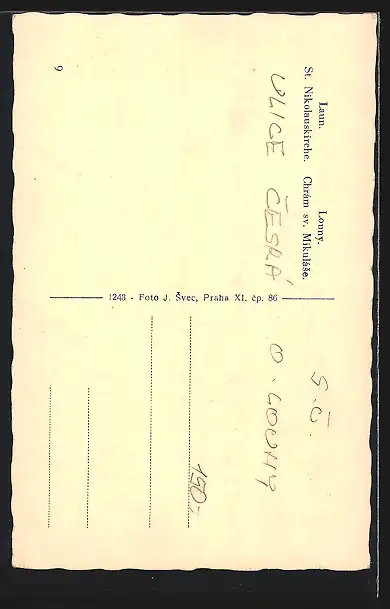 Laun. Louny.
St. Nikolauskirche. Chrám sv. Mikuláše.
ULICE ČESKÁ
S. Č.
O. LOUNY
9
1243 - Foto J. Švec, Praha XI. čp. 86
150:-